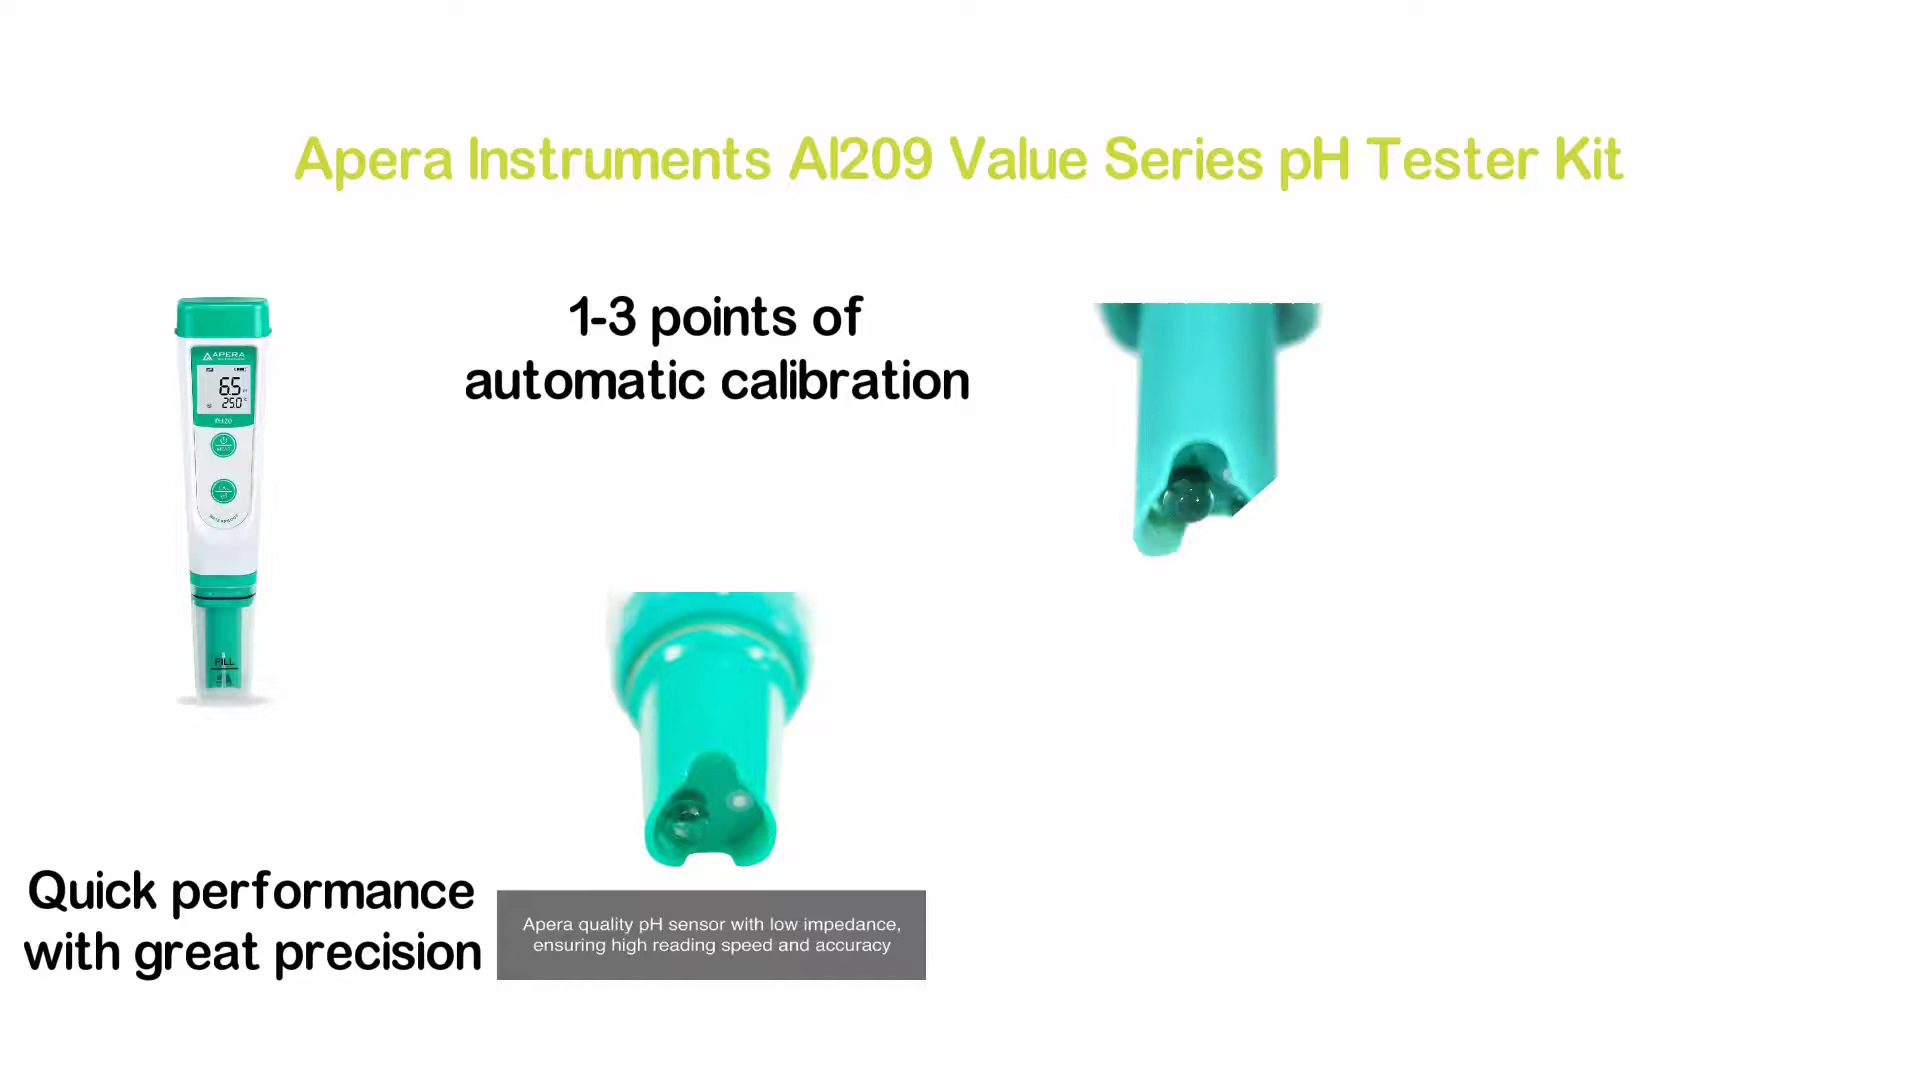 Apera Instruments AI209 Value Series pH Tester Kit
1-3 points of
automatic calibration
APERA
6.5
25.0
PH20
FILL
Quick performance
with great precision
Apera quality pH sensor with low impedance,
ensuring high reading speed and accuracy